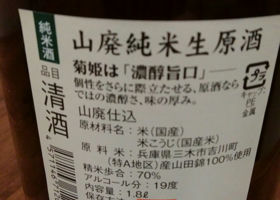 純米酒
品目
清酒
山廃純米生原酒
菊姫は「濃醇旨口」――
個性をさらに際立たせる、原酒なら
ではの濃醇さ、味の厚み。
山廃仕込
原材料名：米（国産）
米こうじ（国産米）
原料米：兵庫県三木市吉川町
（特A地区）産山田錦100％使用
精米歩合：70％
アルコール分：19度
内容量：1.8ℓ
プラ
金属